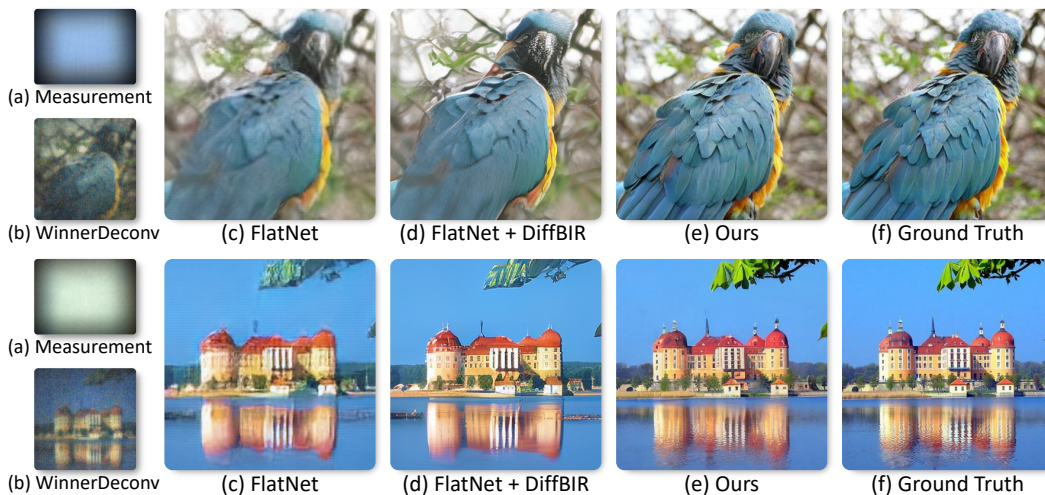 (a) Measurement
(b) WinnerDeconv
(c) FlatNet
(d) FlatNet + DiffBIR
(e) Ours
(f) Ground Truth
(a) Measurement
(b) WinnerDeconv
(c) FlatNet
(d) FlatNet + DiffBIR
(e) Ours
(f) Ground Truth